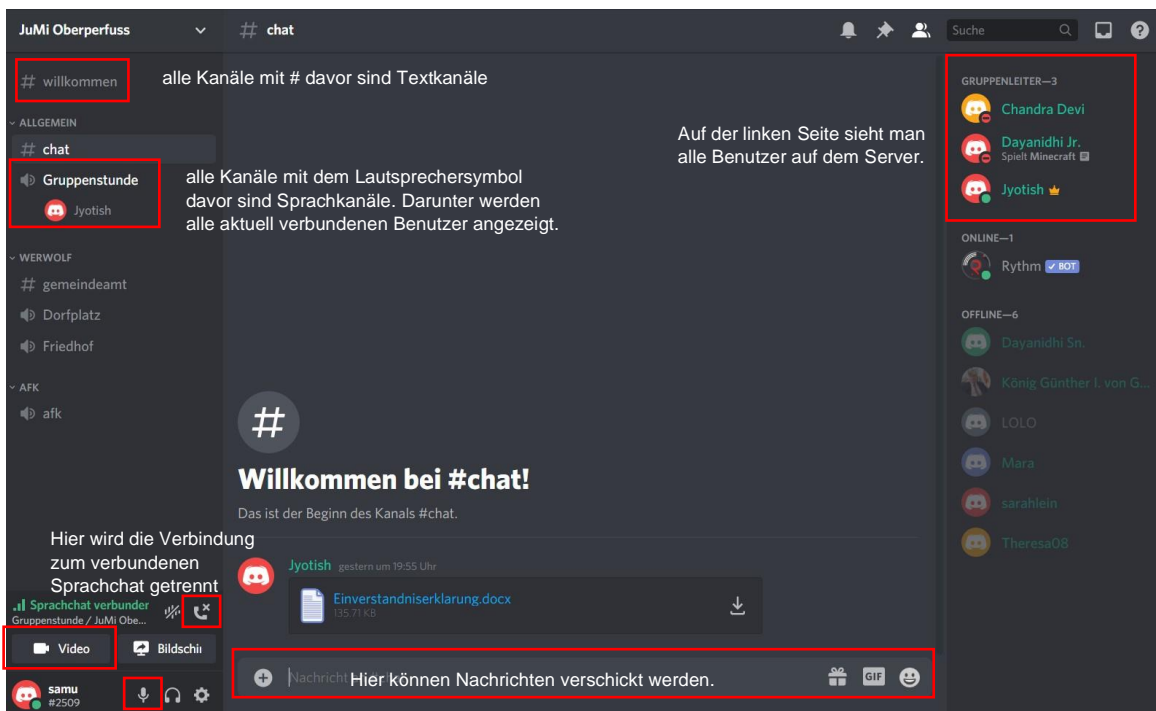 JuMi Oberperfuss
# chat
Suche
# willkommen
alle Kanäle mit # davor sind Textkanäle
ALLGEMEIN
# chat
Gruppenstunde
Jyotish
alle Kanäle mit dem Lautsprechersymbol
davor sind Sprachkanäle. Darunter werden
alle aktuell verbundenen Benutzer angezeigt.
WERWOLF
# gemeindeamt
Dorfplatz
Friedhof
AFK
afk
Hier wird die Verbindung
zum verbundenen
Sprachchat getrennt
Sprachchat verbunder
Gruppenstunde / JuMi Obe...
Video
Bildschi
samu
#2509
Auf der linken Seite sieht man
alle Benutzer auf dem Server.
#
Willkommen bei #chat!
Das ist der Beginn des Kanals #chat.
Jyotish gestern um 19:55 Uhr
Einverstandniserklarung.docx
135.71 KB
Nachricht
Hier können Nachrichten verschickt werden.
GIF
GRUPPENLEITER—3
Chandra Devi
Dayanidhi Jr.
Spielt Minecraft
Jyotish
ONLINE—1
Rythm BOT
OFFLINE—6
Dayanidhi Sn.
König Günther I. von G...
LOLO
Mara
sarahlein
Theresa08